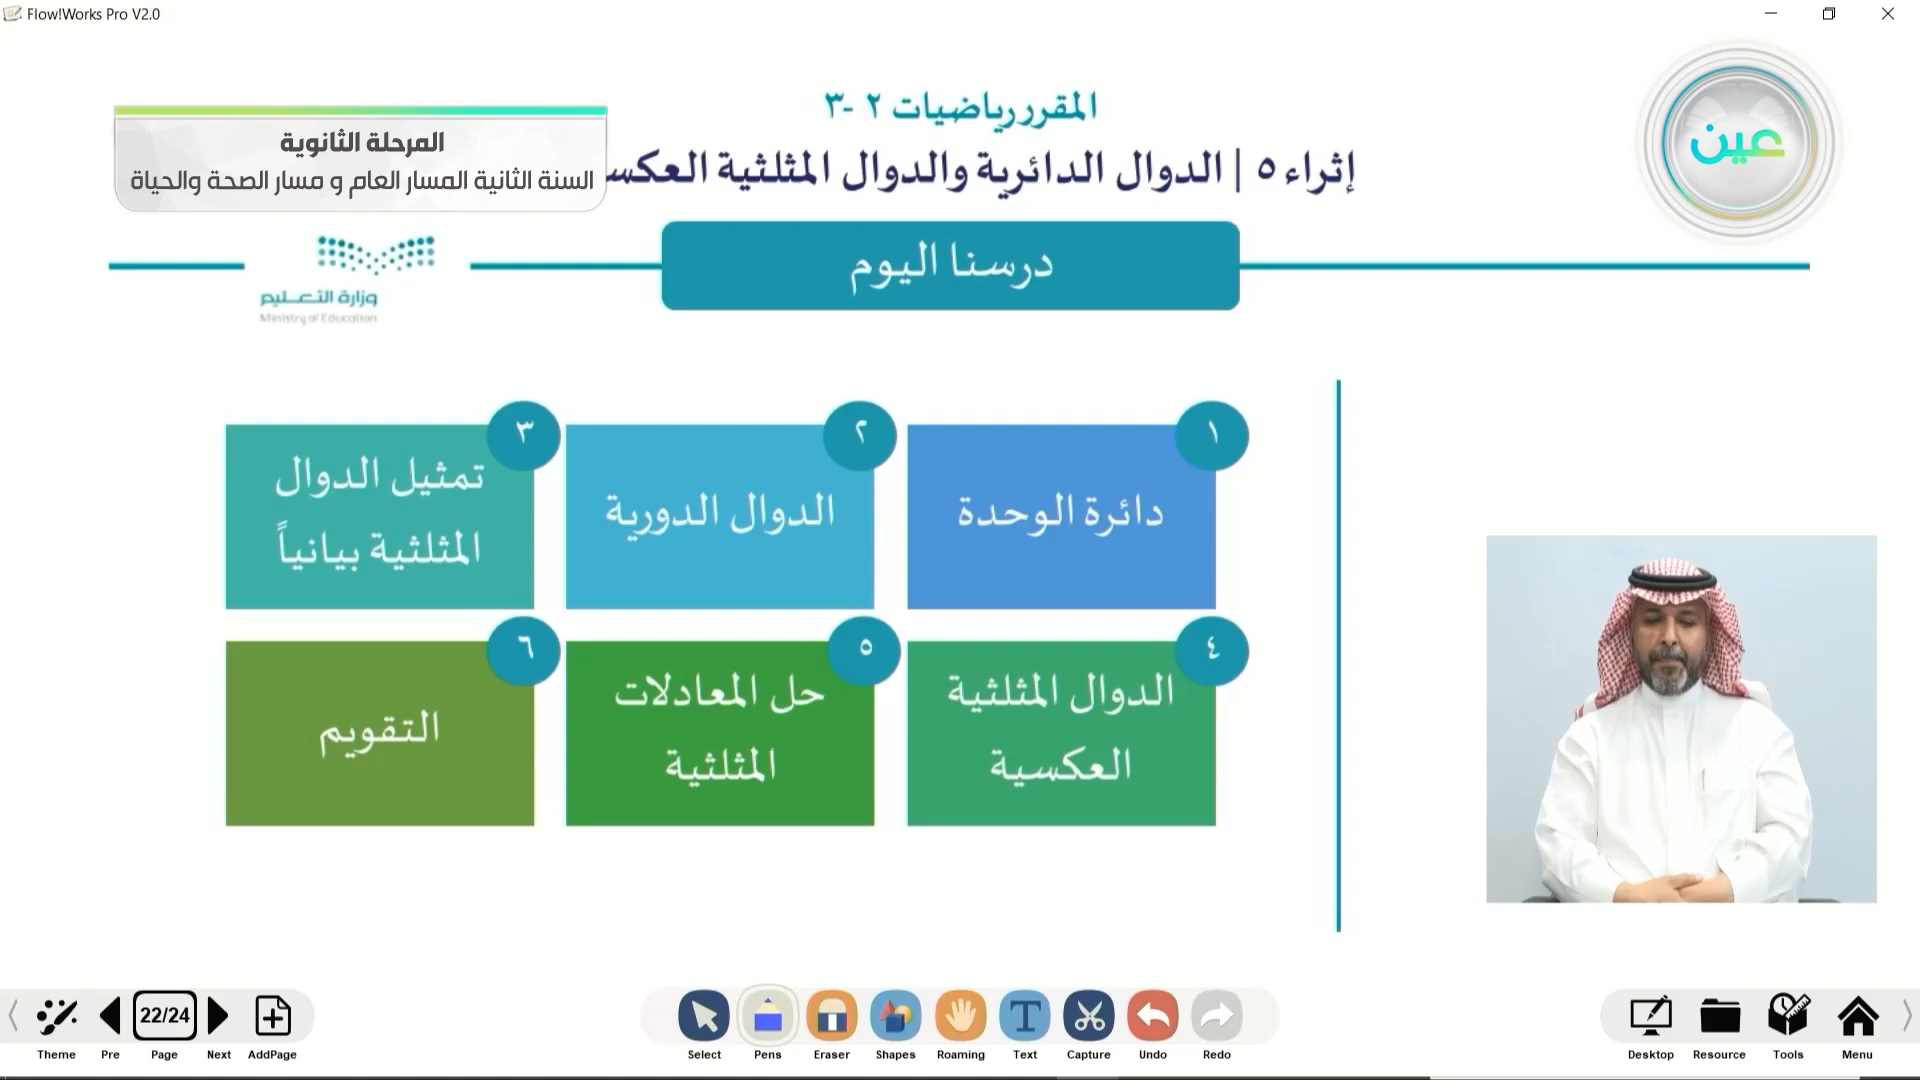 Flow!Works Pro V2.0
المقرر رياضيات ٢ -٣
المرحلة الثانوية
السنة الثانية المسار العام و مسار الصحة والحياة
إثراء ٥ | الدوال الدائرية والدوال المثلثية العكس
عين
درسنا اليوم
وزارة التعليم
Ministry of Education
١
دائرة الوحدة
٢
الدوال الدورية
٣
تمثيل الدوال
المثلثية بيانياً
٤
الدوال المثلثية
العكسية
٥
حل المعادلات
المثلثية
٦
التقويم
22/24
Theme Pre Page Next AddPage
T
Select Pens Eraser Shapes Roaming Text Capture Undo Redo
Desktop Resource Tools Menu